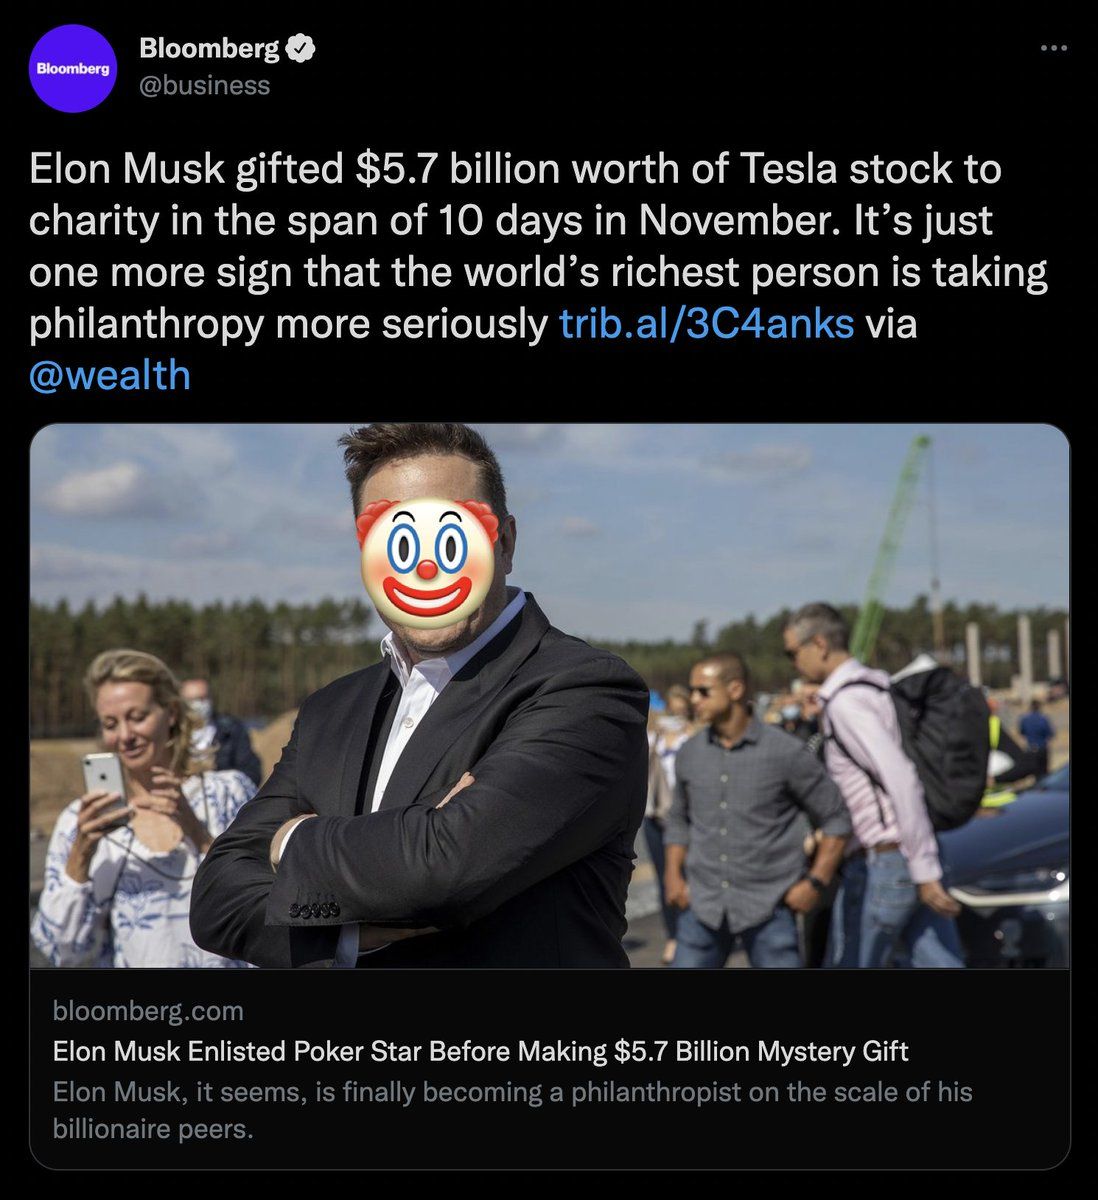 Bloomberg
Bloomberg
@business
Elon Musk gifted $5.7 billion worth of Tesla stock to
charity in the span of 10 days in November. It’s just
one more sign that the world’s richest person is taking
philanthropy more seriously trib.al/3C4anks via
@wealth
bloomberg.com
Elon Musk Enlisted Poker Star Before Making $5.7 Billion Mystery Gift
Elon Musk, it seems, is finally becoming a philanthropist on the scale of his
billionaire peers.